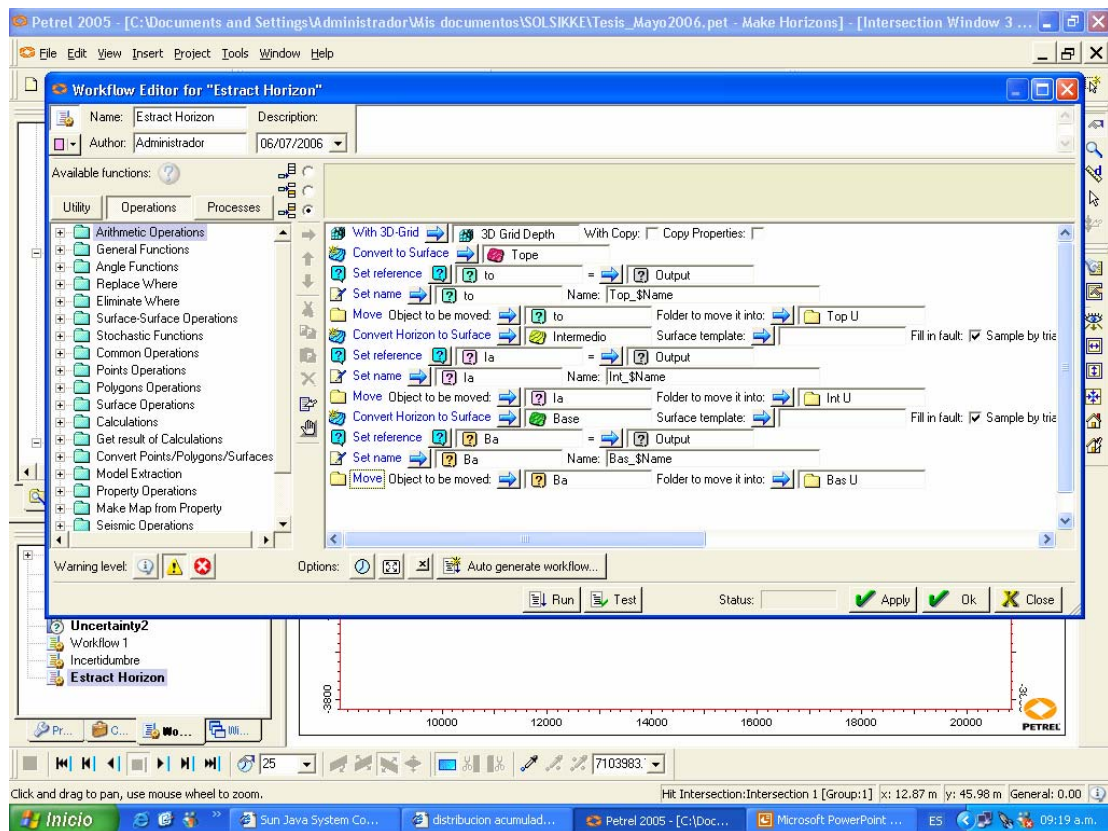 Petrel 2005 - [C:\Documents and Settings\Administrador\Mis documentos\SOLSIKKE\Tesis_Mayo2006.pet - Make Horizons] - [Intersection Window 3 ...
File Edit View Insert Project Tools Window Help
Workflow Editor for "Estract Horizon"
Name: Estract Horizon Description:
Author: Administrador 06/07/2006
Available functions:
Utility Operations Processes
Arithmetic Operations
General Functions
Angle Functions
Replace Where
Eliminate Where
Surface-Surface Operations
Stochastic Functions
Common Operations
Points Operations
Polygons Operations
Surface Operations
Calculations
Get result of Calculations
Convert Points/Polygons/Surfaces
Model Extraction
Property Operations
Make Map from Property
Seismic Operations
With 3D-Grid 3D Grid Depth With Copy: Copy Properties:
Convert to Surface Tope
Set reference to = Output
Set name to Name: Top_$Name
Move Object to be moved: to Folder to move it into: Top U
Convert Horizon to Surface Intermedio Surface template: Fill in fault: Sample by tria
Set reference Ia = Output
Set name Ia Name: Int_$Name
Move Object to be moved: Ia Folder to move it into: Int U
Convert Horizon to Surface Base Surface template: Fill in fault: Sample by tria
Set reference Ba = Output
Set name Ba Name: Bas_$Name
Move Object to be moved: Ba Folder to move it into: Bas U
Warning level: Options: Auto generate workflow...
Run Test Status: Apply Ok Close
Uncertainty2
Workflow 1
Incertidumbre
Estract Horizon
-3800
10000 12000 14000 16000 18000 20000
PETREL
Pr... C... Wo... Wi...
25 7103983.
Click and drag to pan, use mouse wheel to zoom. Hit Intersection:Intersection 1 [Group:1] x: 12.87 m y: 45.98 m General: 0.00
Inicio Sun Java System Co... distribucion acumulad... Petrel 2005 - [C:\Doc... Microsoft PowerPoint ... ES 09:19 a.m.